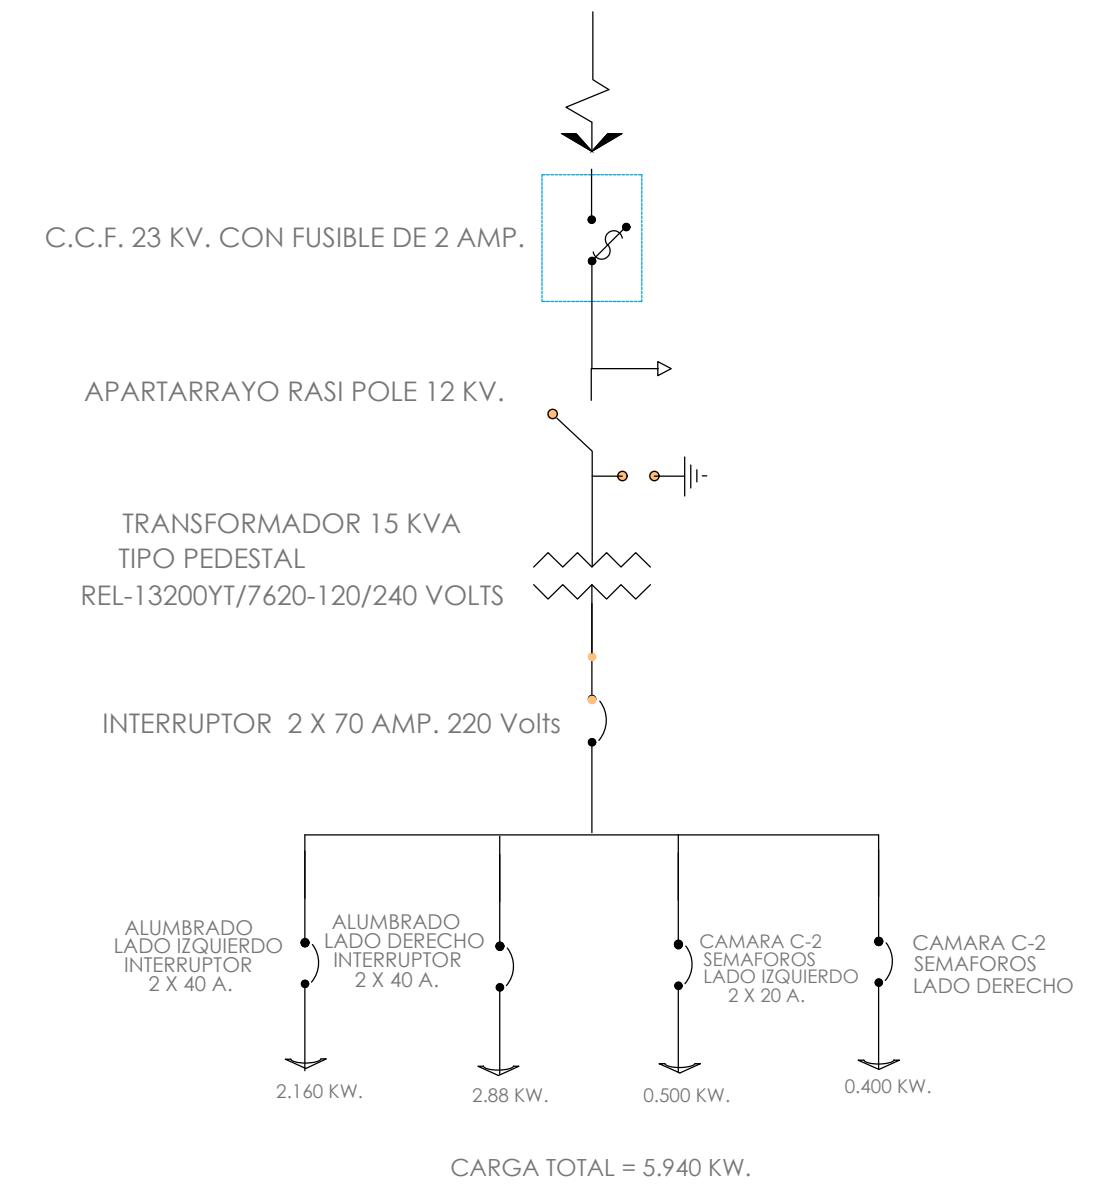 C.C.F. 23 KV. CON FUSIBLE DE 2 AMP.
APARTARRAYO RASI POLE 12 KV.
TRANSFORMADOR 15 KVA
TIPO PEDESTAL
REL-13200YT/7620-120/240 VOLTS
INTERRUPTOR 2 X 70 AMP. 220 Volts
ALUMBRADO
LADO IZQUIERDO
INTERRUPTOR
2 X 40 A.
ALUMBRADO
LADO DERECHO
INTERRUPTOR
2 X 40 A.
CAMARA C-2
SEMAFOROS
LADO IZQUIERDO
2 X 20 A.
CAMARA C-2
SEMAFOROS
LADO DERECHO
2.160 KW.
2.88 KW.
0.500 KW.
0.400 KW.
CARGA TOTAL = 5.940 KW.